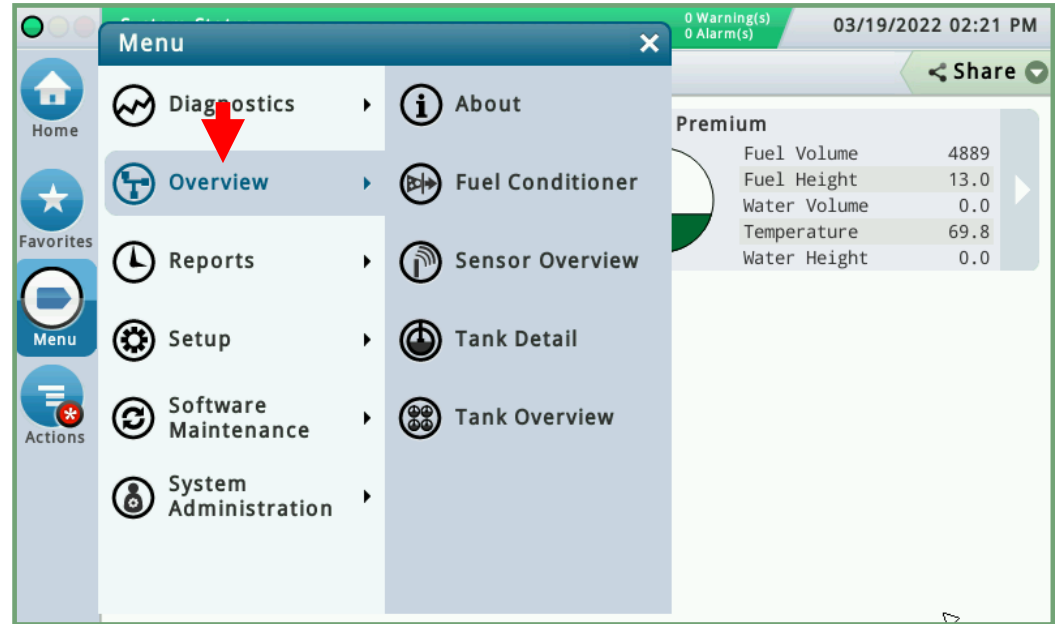 0 Warning(s)
0 Alarm(s)
03/19/2022 02:21 PM
Menu
Share
Home
Favorites
Menu
Actions
Diagnostics
Overview
Reports
Setup
Software
Maintenance
System
Administration
About
Fuel Conditioner
Sensor Overview
Tank Detail
Tank Overview
Premium
Fuel Volume 4889
Fuel Height 13.0
Water Volume 0.0
Temperature 69.8
Water Height 0.0